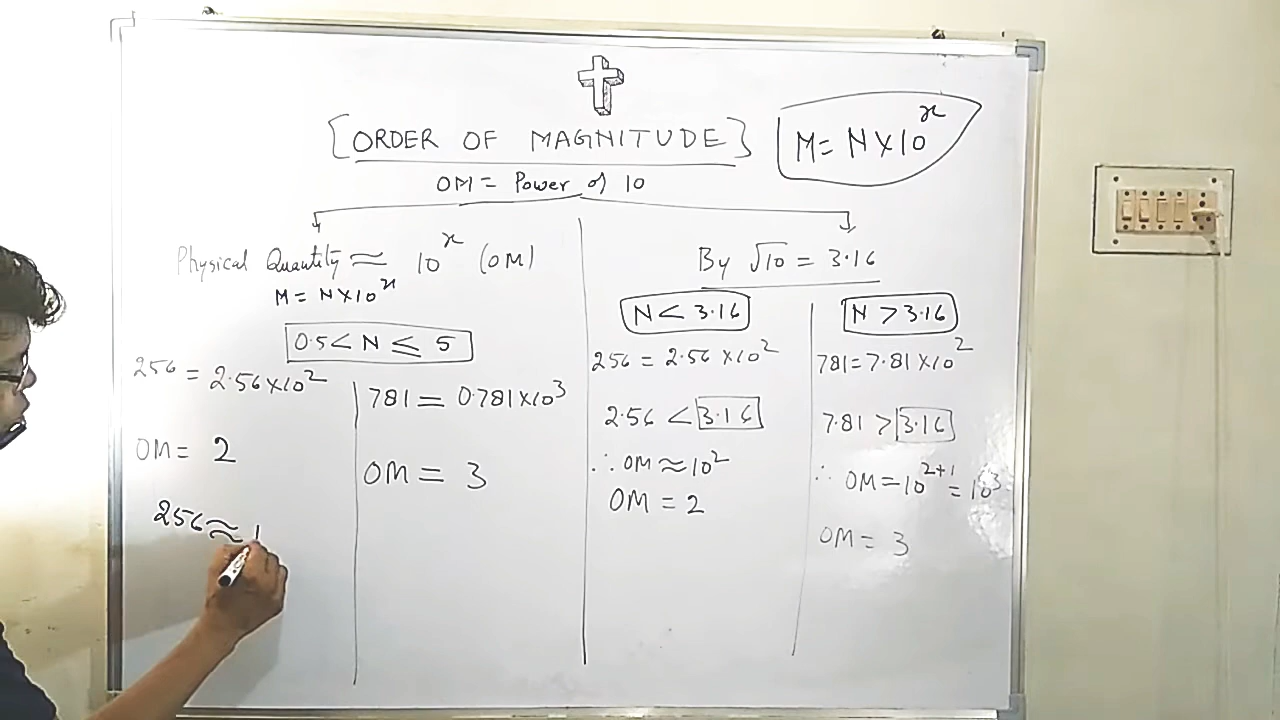 [ORDER OF MAGNITUDE]
M = N×10^x
OM = Power of 10
Physical Quantity ≈ 10^x (OM)
M = N×10^x
0.5 < N ≤ 5
256 = 2.56×10^2
OM = 2
256 ≈ 1
781 = 0.781×10^3
OM = 3
By √10 = 3.16
N < 3.16
256 = 2.56×10^2
2.56 < 3.16
∴ OM ≈ 10^2
OM = 2
N > 3.16
781 = 7.81×10^2
7.81 > 3.16
∴ OM = 10^2+1 = 10^3
OM = 3